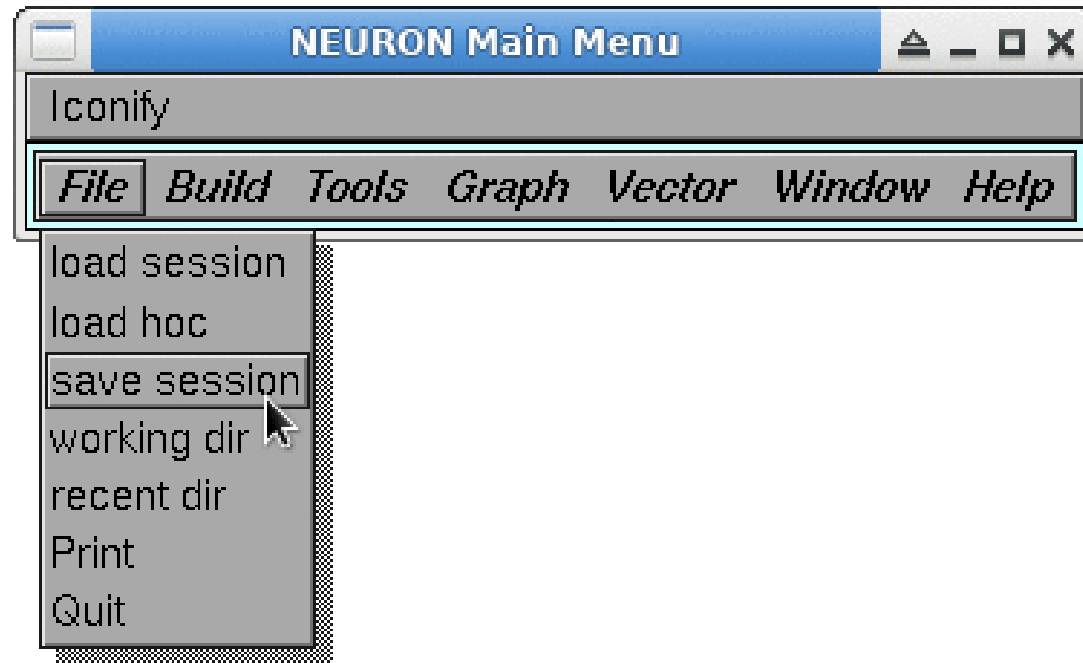 NEURON Main Menu
Iconify
File Build Tools Graph Vector Window Help
load session
load hoc
save session
working dir
recent dir
Print
Quit